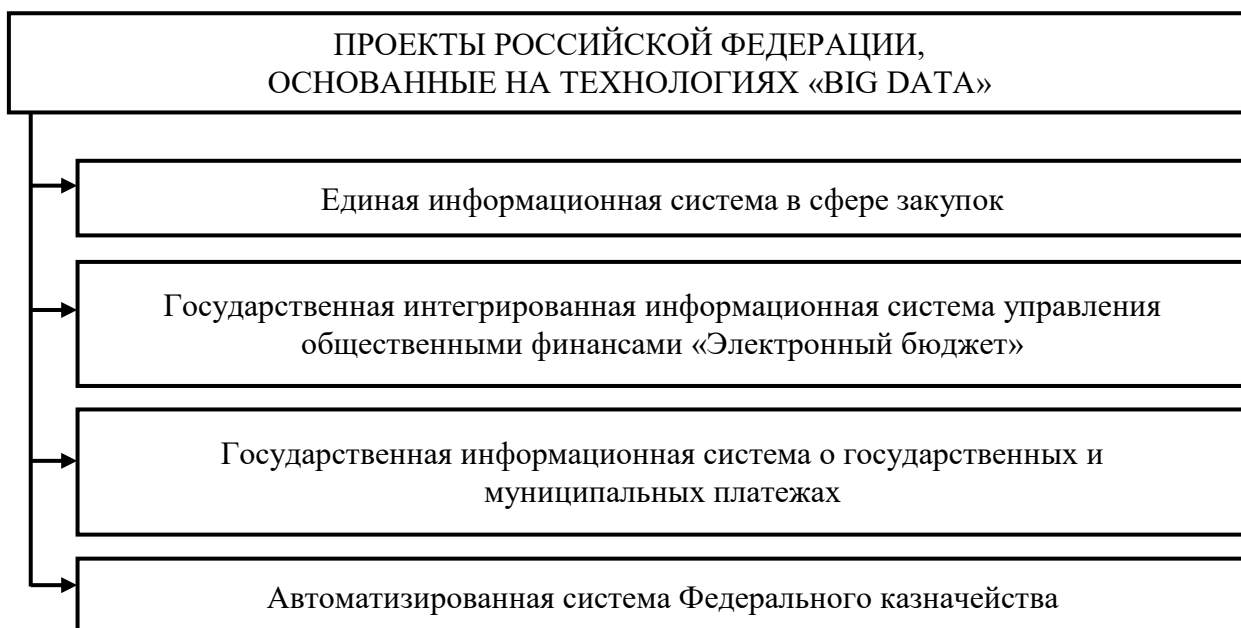 ПРОЕКТЫ РОССИЙСКОЙ ФЕДЕРАЦИИ,
ОСНОВАННЫЕ НА ТЕХНОЛОГИЯХ «BIG DATA»
Единая информационная система в сфере закупок
Государственная интегрированная информационная система управления
общественными финансами «Электронный бюджет»
Государственная информационная система о государственных и
муниципальных платежах
Автоматизированная система Федерального казначейства